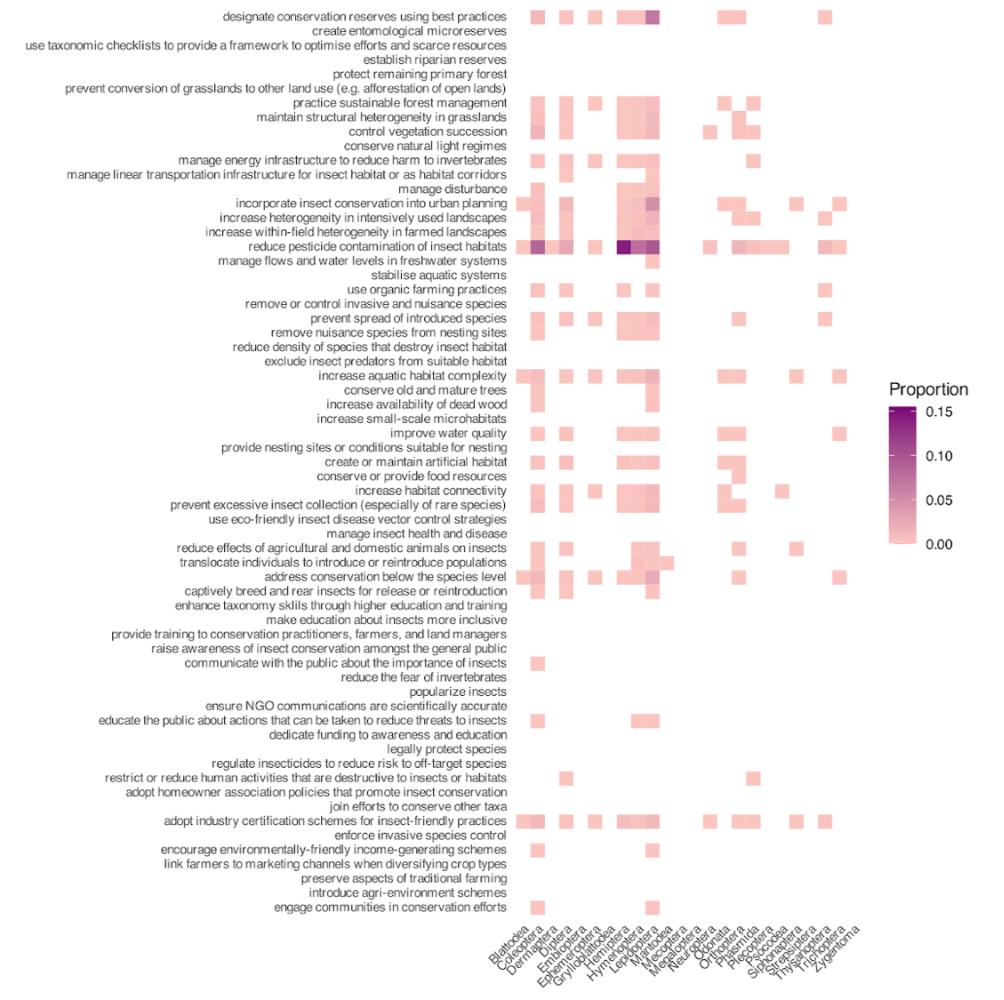 designate conservation reserves using best practices
create entomological microreserves
use taxonomic checklists to provide a framework to optimise efforts and scarce resources
establish riparian reserves
protect remaining primary forest
prevent conversion of grasslands to other land use (e.g. afforestation of open lands)
practice sustainable forest management
maintain structural heterogeneity in grasslands
control vegetation succession
conserve natural light regimes
manage energy infrastructure to reduce harm to invertebrates
manage linear transportation infrastructure for insect habitat or as habitat corridors
manage disturbance
incorporate insect conservation into urban planning
increase heterogeneity in intensively used landscapes
increase within-field heterogeneity in farmed landscapes
reduce pesticide contamination of insect habitats
manage flows and water levels in freshwater systems
stabilise aquatic systems
use organic farming practices
remove or control invasive and nuisance species
prevent spread of introduced species
remove nuisance species from nesting sites
reduce density of species that destroy insect habitat
exclude insect predators from suitable habitat
increase aquatic habitat complexity
conserve old and mature trees
increase availability of dead wood
increase small-scale microhabitats
improve water quality
provide nesting sites or conditions suitable for nesting
create or maintain artificial habitat
conserve or provide food resources
increase habitat connectivity
prevent excessive insect collection (especially of rare species)
use eco-friendly insect disease vector control strategies
manage insect health and disease
reduce effects of agricultural and domestic animals on insects
translocate individuals to introduce or reintroduce populations
address conservation below the species level
captively breed and rear insects for release or reintroduction
enhance taxonomy sklils through higher education and training
make education about insects more inclusive
provide training to conservation practitioners, farmers, and land managers
raise awareness of insect conservation amongst the general public
communicate with the public about the importance of insects
reduce the fear of invertebrates
popularize insects
ensure NGO communications are scientifically accurate
educate the public about actions that can be taken to reduce threats to insects
dedicate funding to awareness and education
legally protect species
regulate insecticides to reduce risk to off-target species
restrict or reduce human activities that are destructive to insects or habitats
adopt homeowner association policies that promote insect conservation
join efforts to conserve other taxa
adopt industry certification schemes for insect-friendly practices
enforce invasive species control
encourage environmentally-friendly income-generating schemes
link farmers to marketing channels when diversifying crop types
preserve aspects of traditional farming
introduce agri-environment schemes
engage communities in conservation efforts
Blattodea
Coleoptera
Dermaptera
Diptera
Embioptera
Ephemeroptera
Grylloblattodea
Hemiptera
Hymenoptera
Lepidoptera
Mantodea
Mecoptera
Megaloptera
Neuroptera
Odonata
Orthoptera
Phasmida
Plecoptera
Psocodea
Siphonaptera
Strepsiptera
Thysanoptera
Trichoptera
Zygentoma
Proportion
0.15
0.10
0.05
0.00